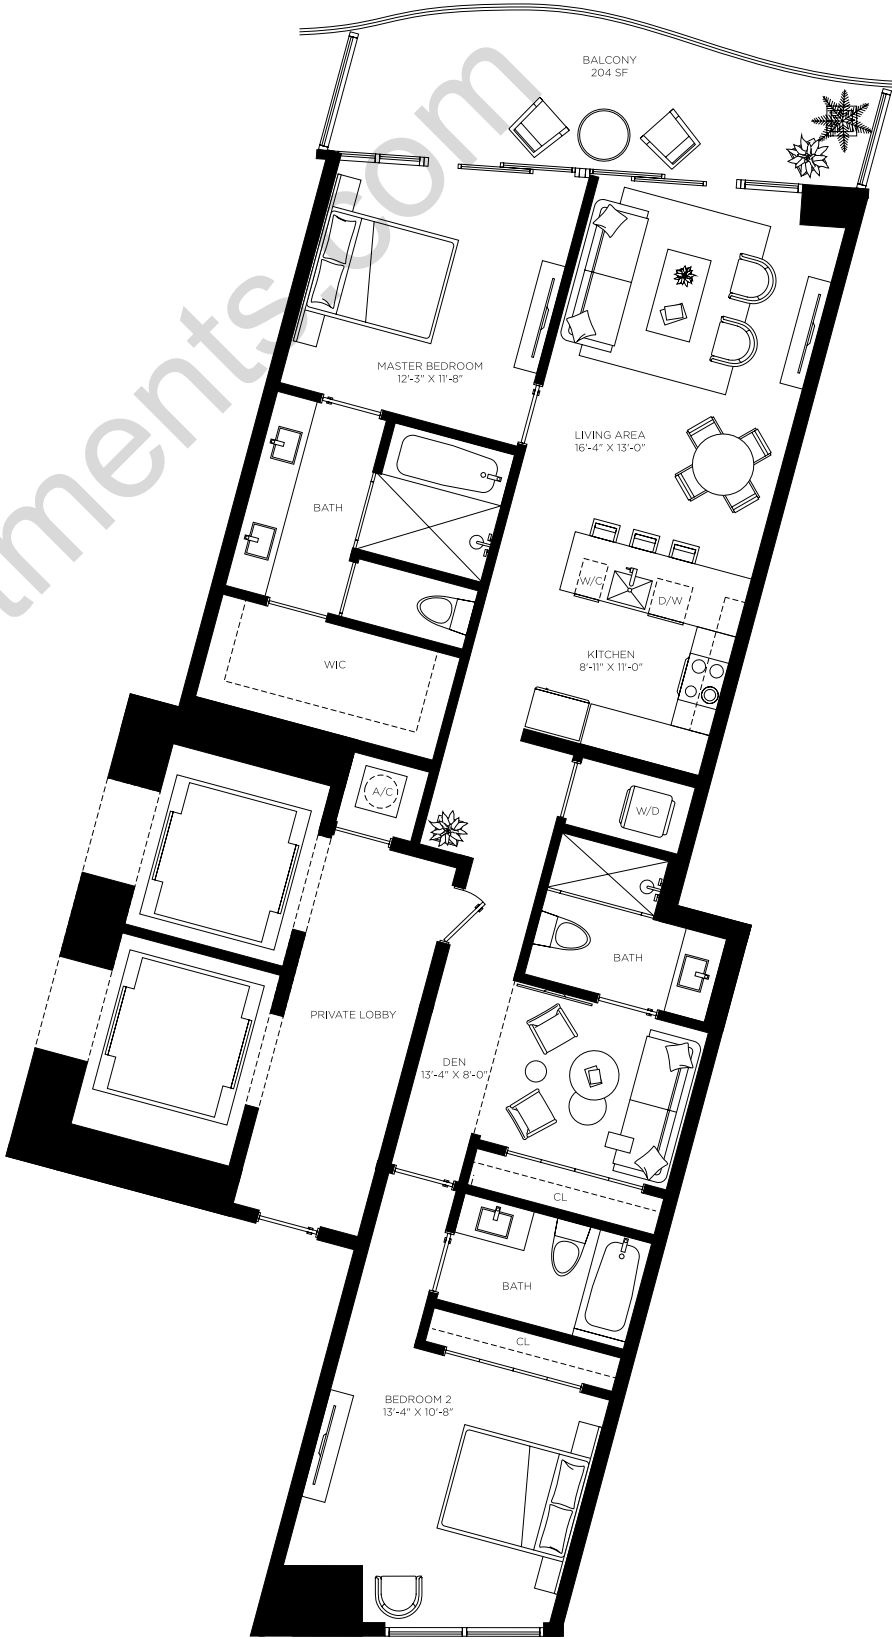 BALCONY
204 SF
MASTER BEDROOM
12'-3" X 11'-8"
LIVING AREA
16'-4" X 13'-0"
BATH
W/C
D/W
KITCHEN
8'-11" X 11'-0"
WIC
A/C
W/D
BATH
PRIVATE LOBBY
DEN
13'-4" X 8'-0"
CL
BATH
CL
BEDROOM 2
13'-4" X 10'-8"
tments.com